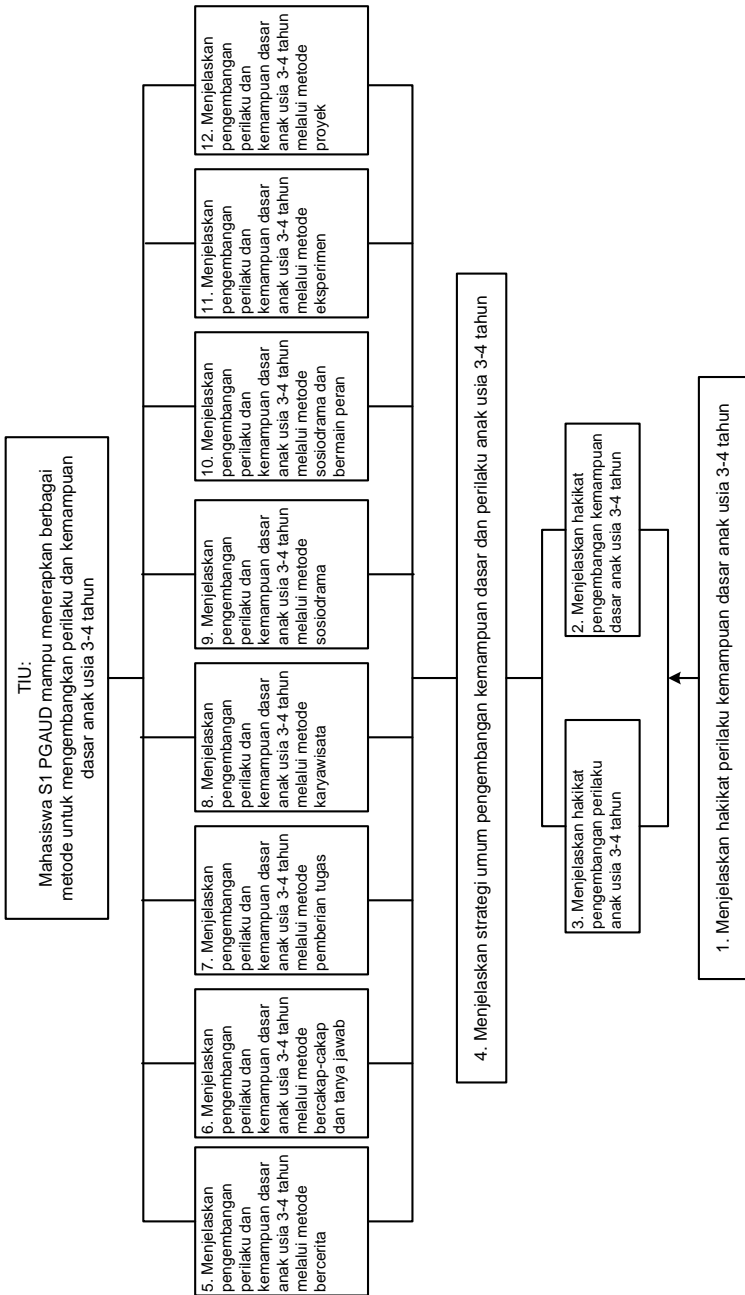 TIU:
Mahasiswa S1 PGAUD mampu menerapkan berbagai
metode untuk mengembangkan perilaku dan kemampuan
dasar anak usia 3-4 tahun
5. Menjelaskan
pengembangan
perilaku dan
kemampuan dasar
anak usia 3-4 tahun
melalui metode
bercerita
6. Menjelaskan
pengembangan
perilaku dan
kemampuan dasar
anak usia 3-4 tahun
melalui metode
bercakap-cakap
dan tanya jawab
7. Menjelaskan
pengembangan
perilaku dan
kemampuan dasar
anak usia 3-4 tahun
melalui metode
pemberian tugas
8. Menjelaskan
pengembangan
perilaku dan
kemampuan dasar
anak usia 3-4 tahun
melalui metode
karyawisata
9. Menjelaskan
pengembangan
perilaku dan
kemampuan dasar
anak usia 3-4 tahun
melalui metode
sosiodrama
10. Menjelaskan
pengembangan
perilaku dan
kemampuan dasar
anak usia 3-4 tahun
melalui metode
sosiodrama dan
bermain peran
11. Menjelaskan
pengembangan
perilaku dan
kemampuan dasar
anak usia 3-4 tahun
melalui metode
eksperimen
12. Menjelaskan
pengembangan
perilaku dan
kemampuan dasar
anak usia 3-4 tahun
melalui metode
proyek
4. Menjelaskan strategi umum pengembangan kemampuan dasar dan perilaku anak usia 3-4 tahun
3. Menjelaskan hakikat
pengembangan perilaku
anak usia 3-4 tahun
2. Menjelaskan hakikat
pengembangan kemampuan
dasar anak usia 3-4 tahun
1. Menjelaskan hakikat perilaku kemampuan dasar anak usia 3-4 tahun